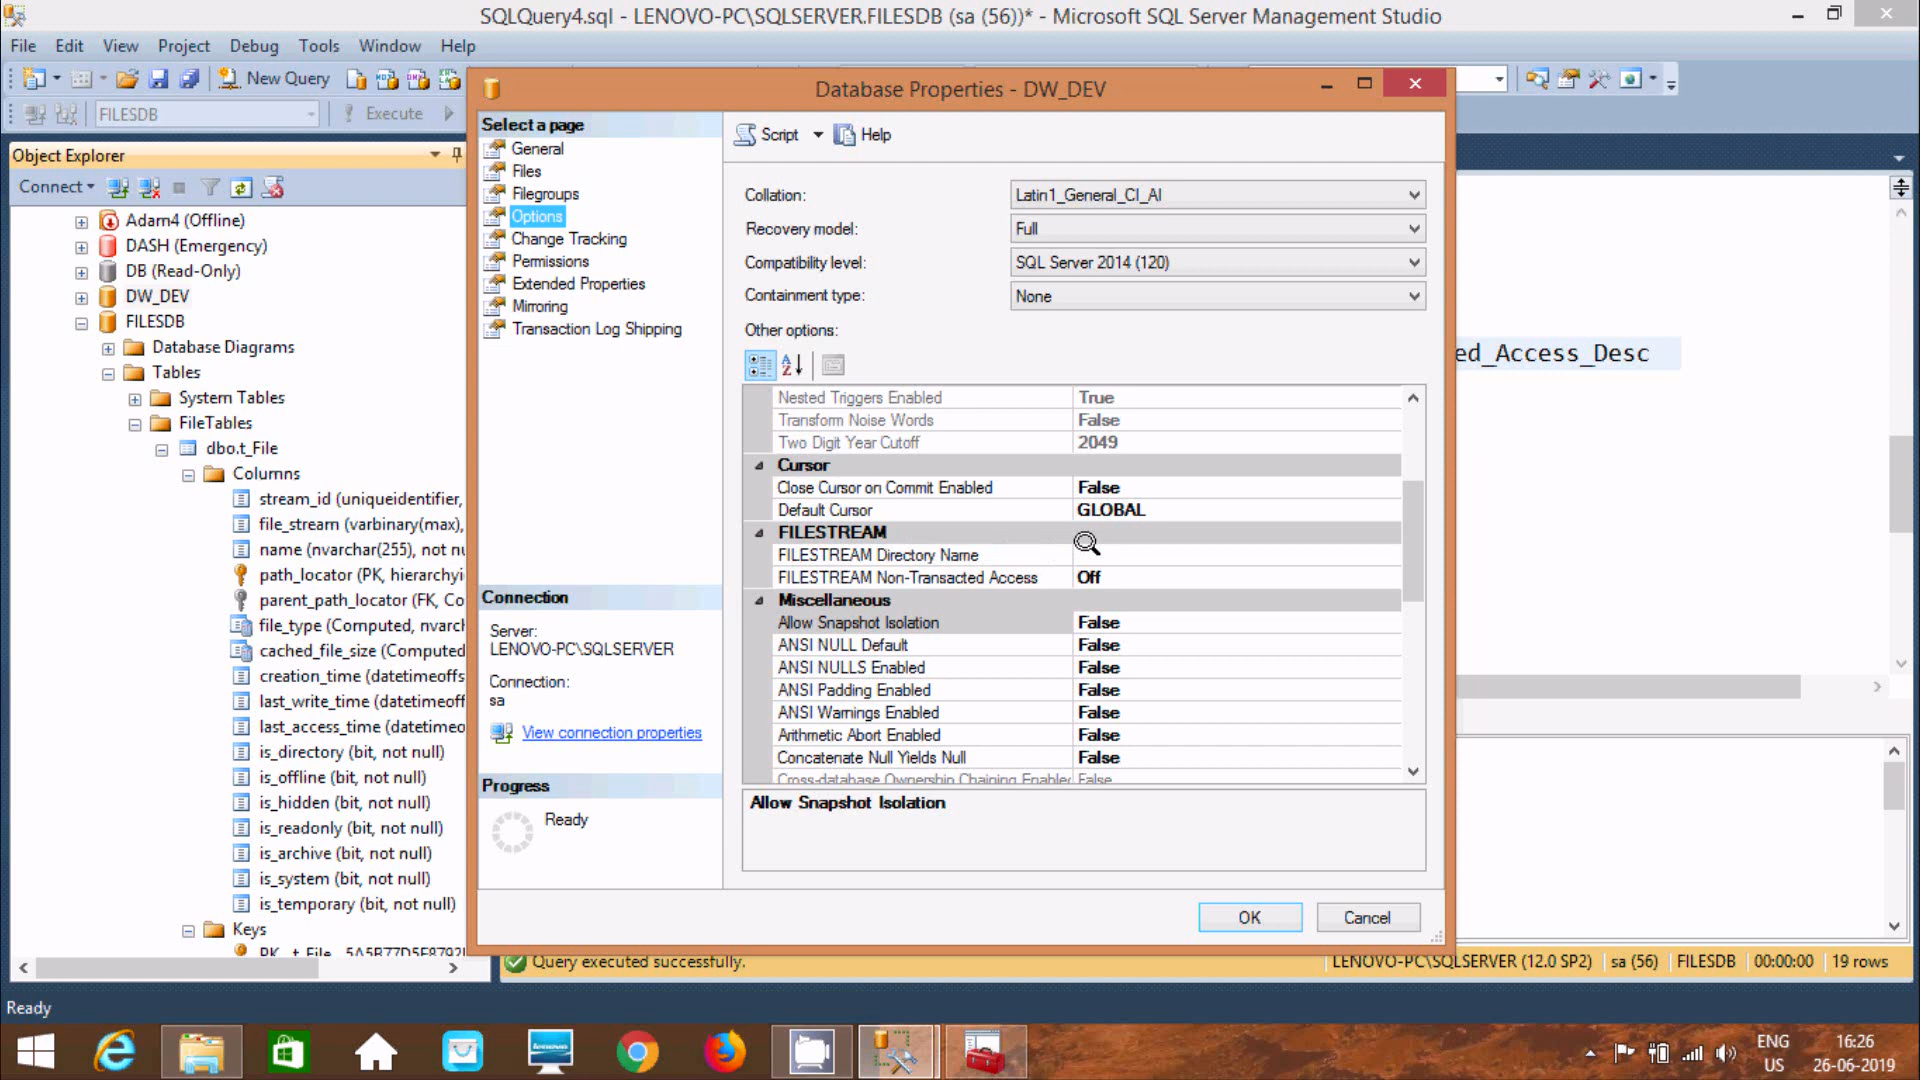 SQLQuery4.sql - LENOVO-PC\SQLSERVER.FILESDB (sa (56))* - Microsoft SQL Server Management Studio
File Edit View Project Debug Tools Window Help
New Query
FILESDB
Execute
Object Explorer
Connect
Adam4 (Offline)
DASH (Emergency)
DB (Read-Only)
DW_DEV
FILESDB
Database Diagrams
Tables
System Tables
FileTables
dbo.t_File
Columns
stream_id (uniqueidentifier,
file_stream (varbinary(max),
name (nvarchar(255), not nu
path_locator (PK, hierarchyi
parent_path_locator (FK, Co
file_type (Computed, nvarch
cached_file_size (Computed
creation_time (datetimeoffs
last_write_time (datetimeof
last_access_time (datetimeo
is_directory (bit, not null)
is_offline (bit, not null)
is_hidden (bit, not null)
is_readonly (bit, not null)
is_archive (bit, not null)
is_system (bit, not null)
is_temporary (bit, not null)
Keys
Database Properties - DW_DEV
Select a page
General
Files
Filegroups
Options
Change Tracking
Permissions
Extended Properties
Mirroring
Transaction Log Shipping
Connection
Server:
LENOVO-PC\SQLSERVER
Connection:
sa
View connection properties
Progress
Ready
Script Help
Collation: Latin1_General_CI_AI
Recovery model: Full
Compatibility level: SQL Server 2014 (120)
Containment type: None
Other options:
Nested Triggers Enabled True
Transform Noise Words False
Two Digit Year Cutoff 2049
Cursor
Close Cursor on Commit Enabled False
Default Cursor GLOBAL
FILESTREAM
FILESTREAM Directory Name
FILESTREAM Non-Transacted Access Off
Miscellaneous
Allow Snapshot Isolation False
ANSI NULL Default False
ANSI NULLS Enabled False
ANSI Padding Enabled False
ANSI Warnings Enabled False
Arithmetic Abort Enabled False
Concatenate Null Yields Null False
Cross-database Ownership Chaining Enabled False
Allow Snapshot Isolation
OK Cancel
ed_Access_Desc
Query executed successfully. LENOVO-PC\SQLSERVER (12.0 SP2) sa (56) FILESDB 00:00:00 19 rows
Ready
lenovo
ENG
US
16:26
26-06-2019